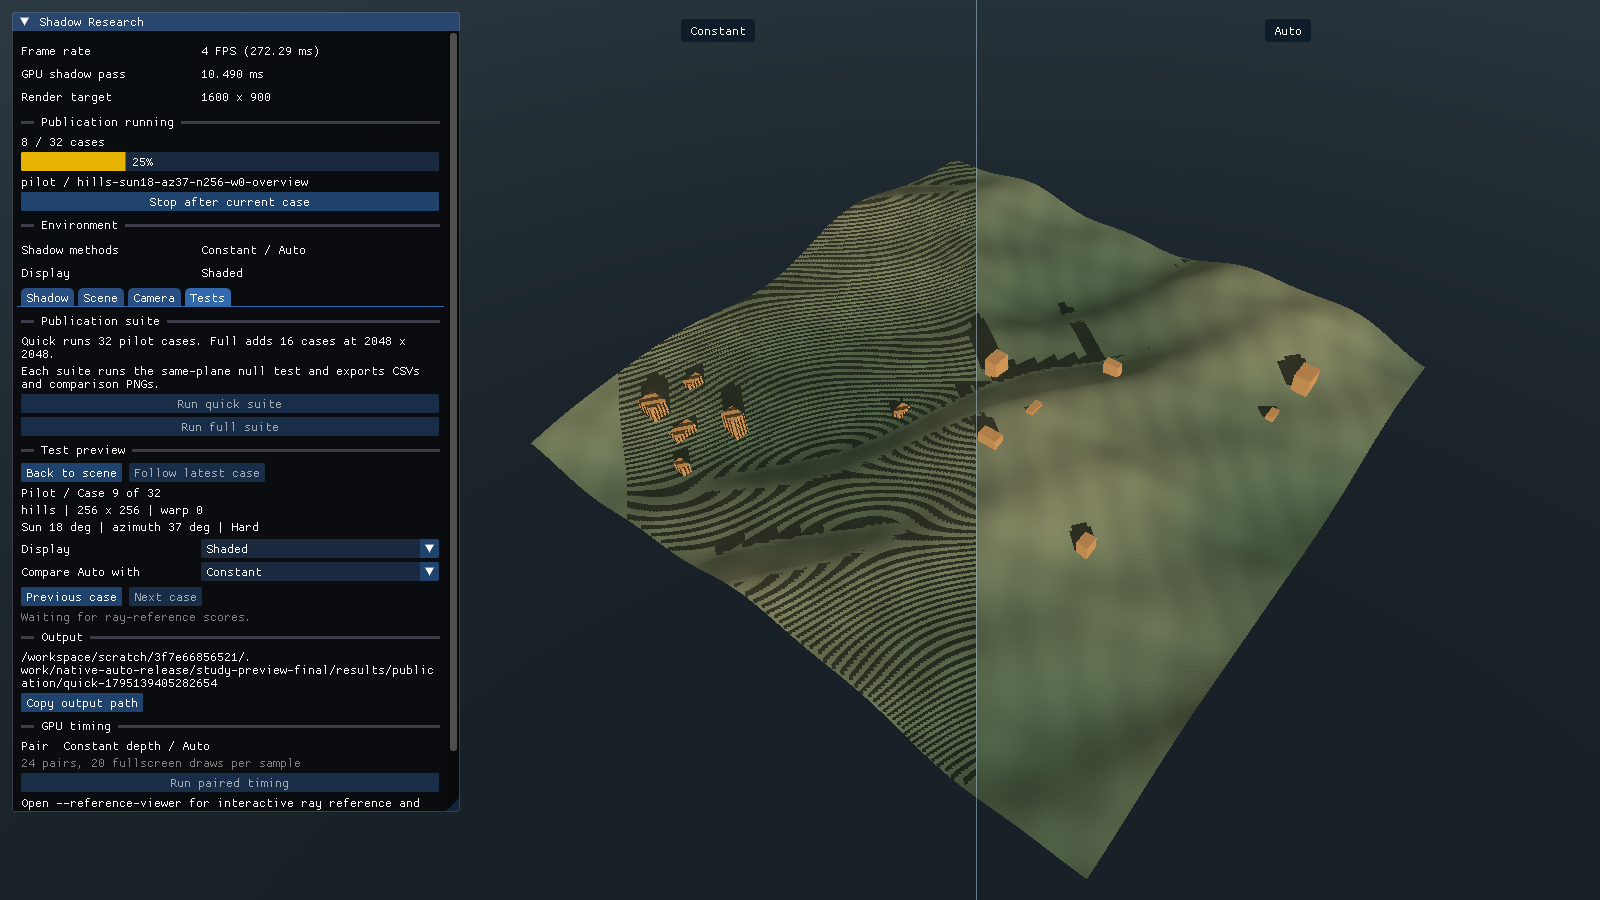 Shadow Research
Frame rate 4 FPS (272.29 ms)
GPU shadow pass 10.490 ms
Render target 1600 x 900
Publication running
8 / 32 cases
25%
pilot / hills-sun18-az37-n256-w0-overview
Stop after current case
Environment
Shadow methods Constant / Auto
Display Shaded
Shadow Scene Camera Tests
Publication suite
Quick runs 32 pilot cases. Full adds 16 cases at 2048 x
2048.
Each suite runs the same-plane null test and exports CSVs
and comparison PNGs.
Run quick suite
Run full suite
Test preview
Back to scene Follow latest case
Pilot / Case 9 of 32
hills | 256 x 256 | warp 0
Sun 18 deg | azimuth 37 deg | Hard
Display Shaded
Compare Auto with Constant
Previous case Next case
Waiting for ray-reference scores.
Output
/workspace/scratch/3f7e66856521/.
work/native-auto-release/study-preview-final/results/public
ation/quick-1795139405282654
Copy output path
GPU timing
Pair Constant depth / Auto
24 pairs, 20 fullscreen draws per sample
Run paired timing
Open --reference-viewer for interactive ray reference and
Constant
Auto